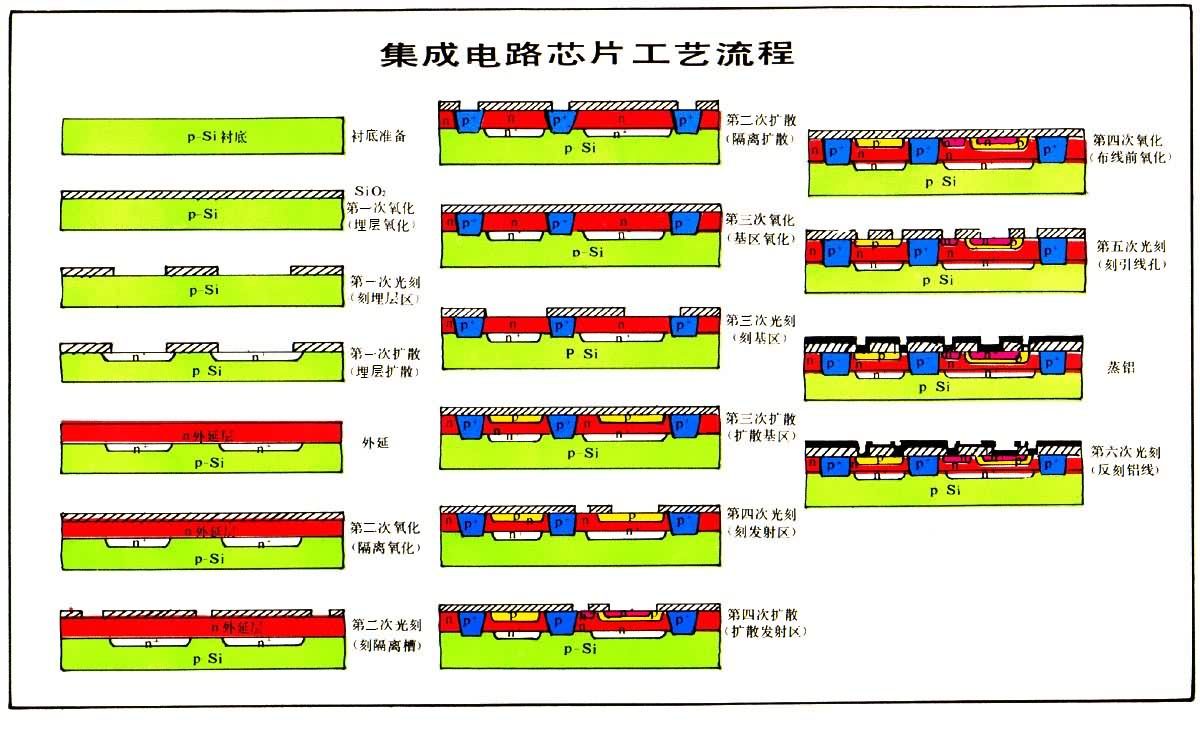 集成电路芯片工艺流程
p-Si 衬底
衬底准备
SiO₂
第一次氧化
(埋层氧化)
p-Si
第一次光刻
(刻埋层区)
p-Si
第一次扩散
(埋层扩散)
n⁺
n⁺
p Si
外延
n 外延层
n⁺
n⁺
p-Si
第二次氧化
(隔离氧化)
n 外延层
n⁺
n⁺
p-Si
第二次光刻
(刻隔离槽)
n 外延层
n⁺
n⁺
p Si
第二次扩散
(隔离扩散)
n p⁺ n p⁺ n p⁺ n
n⁺ n⁺
p Si
第三次氧化
(基区氧化)
n p⁺ n p⁺ n p⁺ n
n⁺ n⁺
p-Si
第三次光刻
(刻基区)
n p⁺ n p⁺ n p⁺ n
n⁺ n⁺
p Si
第三次扩散
(扩散基区)
n p⁺ p p⁺ p p⁺ n
n n
n⁺ n⁺
p-Si
第四次光刻
(刻发射区)
n p⁺ p p⁺ p p⁺ n
n n
第四次扩散
(扩散发射区)
n p⁺ p p⁺ p⁺ n
n⁺ n⁺
p-Si
第四次氧化
(布线前氧化)
n p⁺ p p⁺ p p⁺ n
n n
n⁺ n⁺
p Si
第五次光刻
(刻引线孔)
n p⁺ p p⁺ p p⁺ n
n n
n⁺ n⁺
p Si
蒸铝
n p⁺ p p⁺ p⁺ n
n n
p Si
第六次光刻
(反刻铝线)
n p⁺ p p⁺ p p⁺ n
n n
p Si